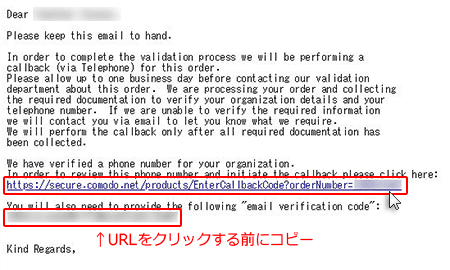 Dear
Please keep this email to hand.
In order to complete the validation process we will be performing a
callback (via Telephone) for this order.
Please allow up to one business day before contacting our validation
department about this order. We are processing your order and collecting
the required documentation to verify your organization details and your
telephone number. If we are unable to verify the required information
we will contact you via email to let you know what we require.
We will perform the callback only after all required documentation has
been collected.
We have verified a phone number for your organization.
In order to review this phone number and initiate the callback please click here:
https://secure.comodo.net/products/EnterCallbackCode?orderNumber=
You will also need to provide the following "email verification code":
↑URLをクリックする前にコピー
Kind Regards,